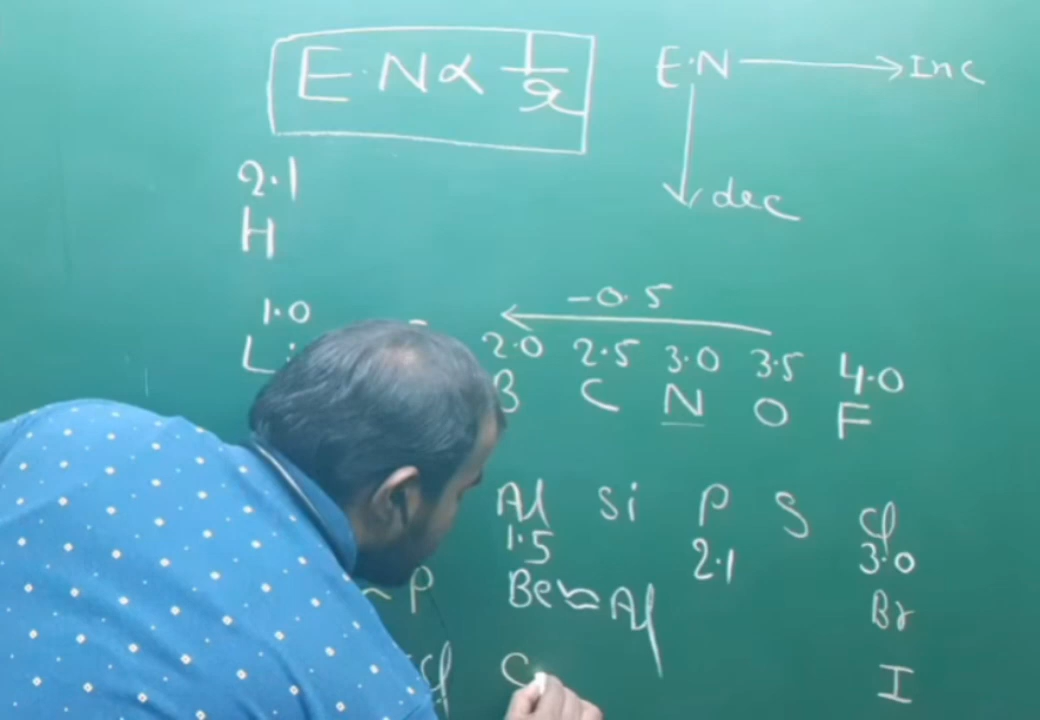 E.N ∝ 1/r
E.N → Inc
↓ dec
2.1
H
-0.5
1.0 2.0 2.5 3.0 3.5 4.0
B C N O F
Al Si P S Cl
1.5 2.1 3.0
P Be≈Al Br
Cl C I